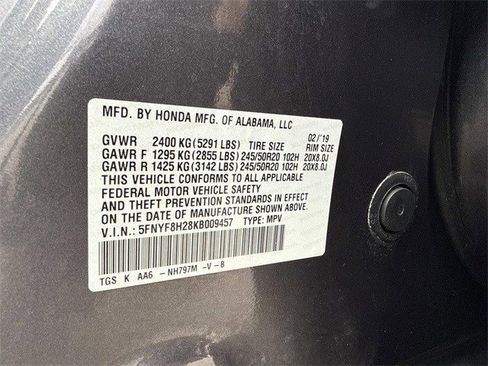 MFD. BY HONDA MFG. OF ALABAMA, LLC
02/'19
GVWR 2400 KG (5291 LBS) TIRE SIZE RIM SIZE
GAWR F 1295 KG (2855 LBS) 245/50R20 102H 20X8.0J
GAWR R 1425 KG (3142 LBS) 245/50R20 102H 20X8.0J
THIS VEHICLE CONFORMS TO ALL APPLICABLE
FEDERAL MOTOR VEHICLE SAFETY
AND THEFT PREVENTION STANDARDS IN EFFECT
ON THE DATE OF MANUFACTURE SHOWN ABOVE.
V.I.N.: 5FNYF8H28KB009457 TYPE: MPV
TGS K AA6 -NH797M -V-B